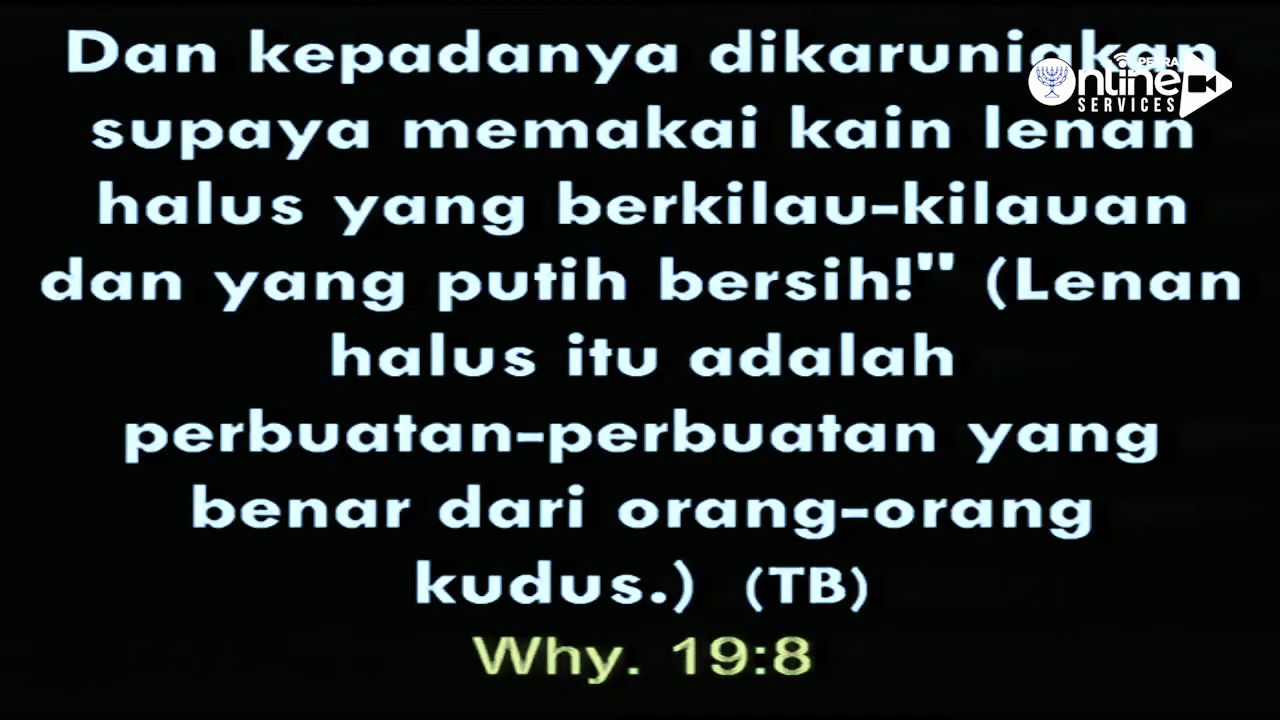 Dan kepadanya dikaruniakan
supaya memakai kain lenan
halus yang berkilau-kilauan
dan yang putih bersih!" (Lenan
halus itu adalah
perbuatan-perbuatan yang
benar dari orang-orang
kudus.) (TB)
Why. 19:8
PETRA
Online
SERVICES